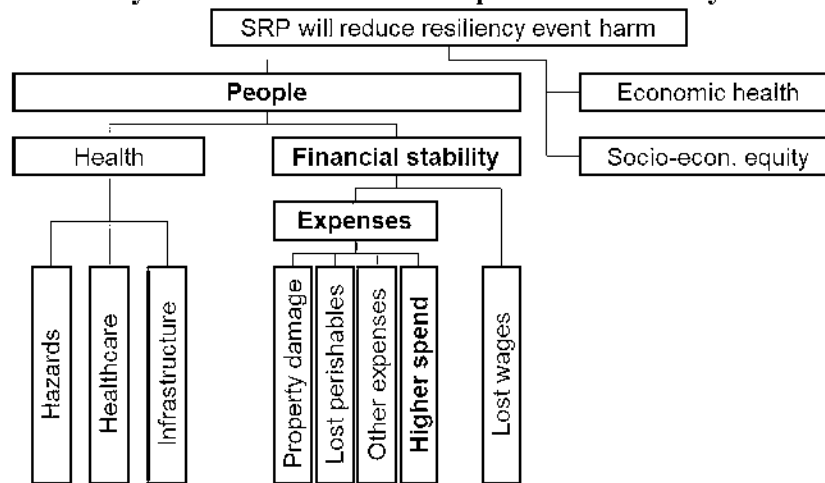 SRP will reduce resiliency event harm
People
Economic health
Health
Financial stability
Socio-econ. equity
Expenses
Hazards
Healthcare
Infrastructure
Property damage
Lost perishables
Other expenses
Higher spend
Lost wages